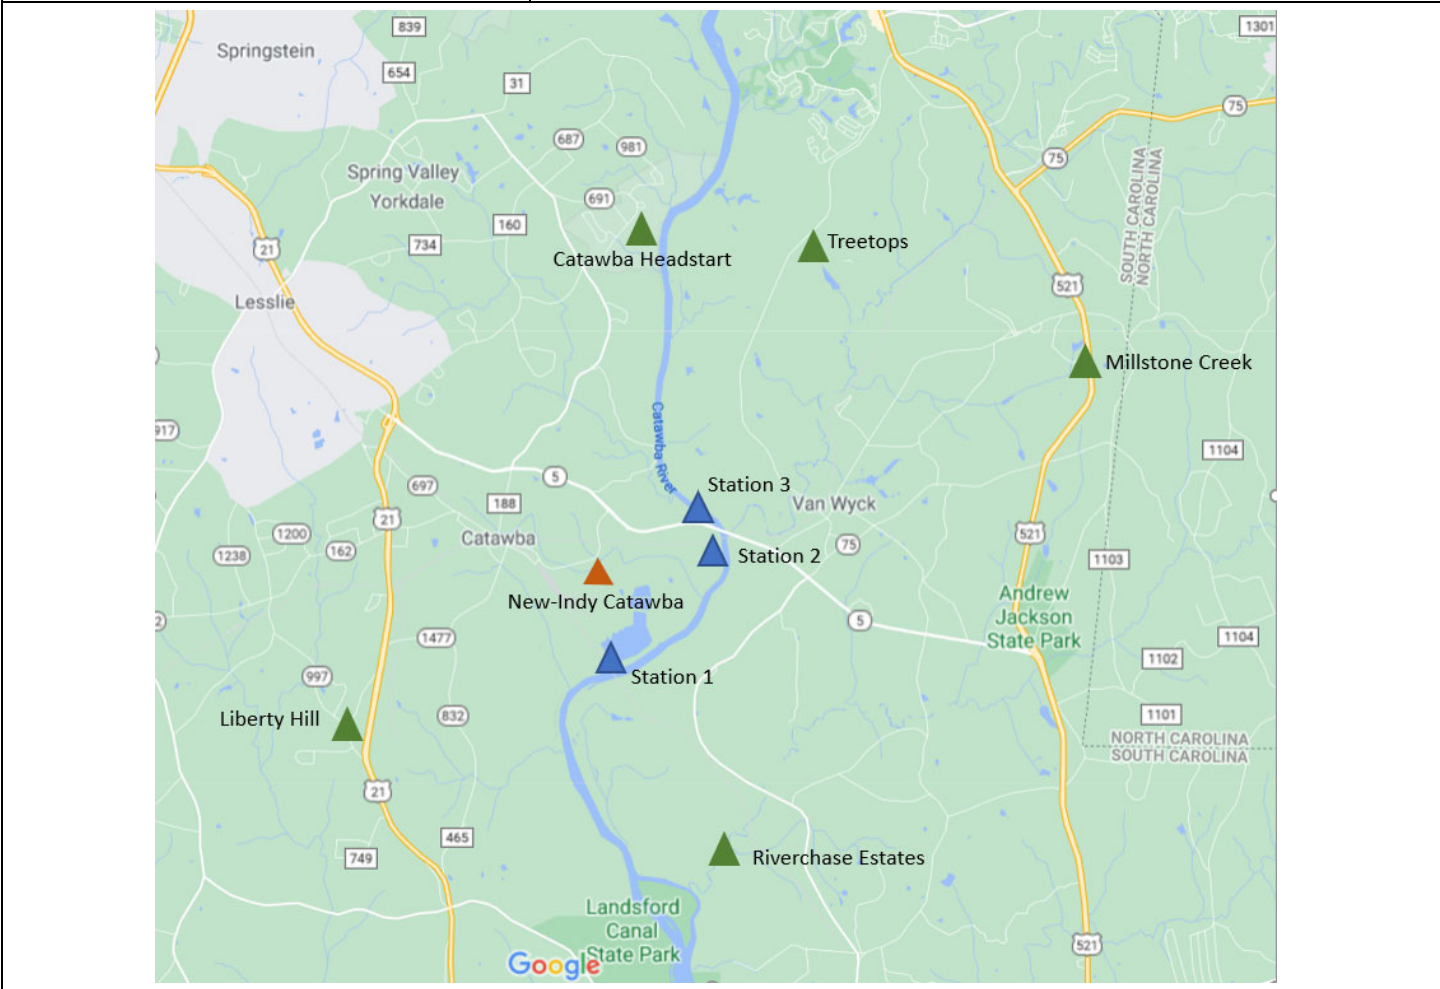 839
1301
Springstein
654
31
75
687
981
75
Spring Valley
Yorkdale
691
160
SOUTH CAROLINA
NORTH CAROLINA
734
21
Catawba Headstart
Treetops
521
Lesslie
Millstone Creek
917
Catawba River
1104
5
697
Station 3
188
Van Wyck
21
1200
Catawba
162
1238
75
Station 2
521
1103
New-Indy Catawba
Andrew
Jackson
State Park
2
5
1477
1104
1102
997
Station 1
Liberty Hill
832
1101
NORTH CAROLINA
SOUTH CAROLINA
21
465
749
Riverchase Estates
Landsford
Canal
State Park
521
Google